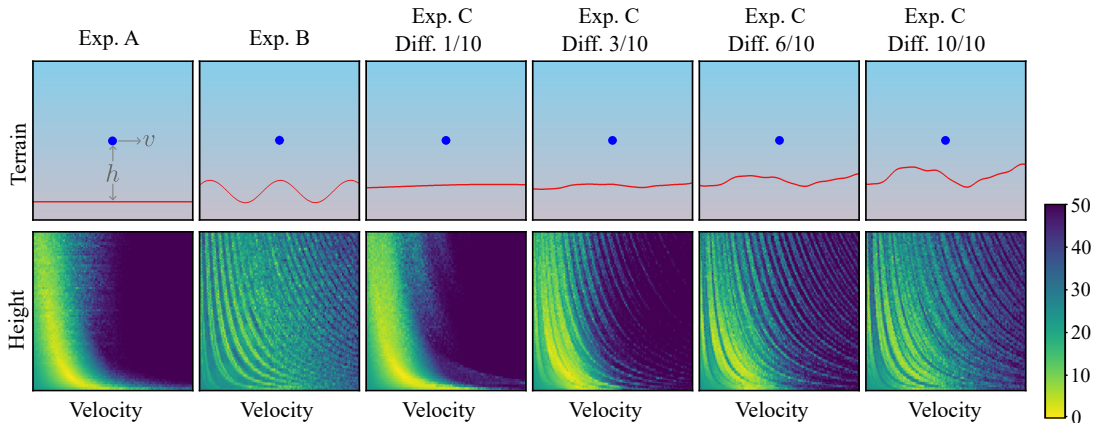 Exp. A
Exp. B
Exp. C
Diff. 1/10
Exp. C
Diff. 3/10
Exp. C
Diff. 6/10
Exp. C
Diff. 10/10
Terrain
v
h
Height
Velocity
Velocity
Velocity
Velocity
Velocity
Velocity
50
40
30
20
10
0